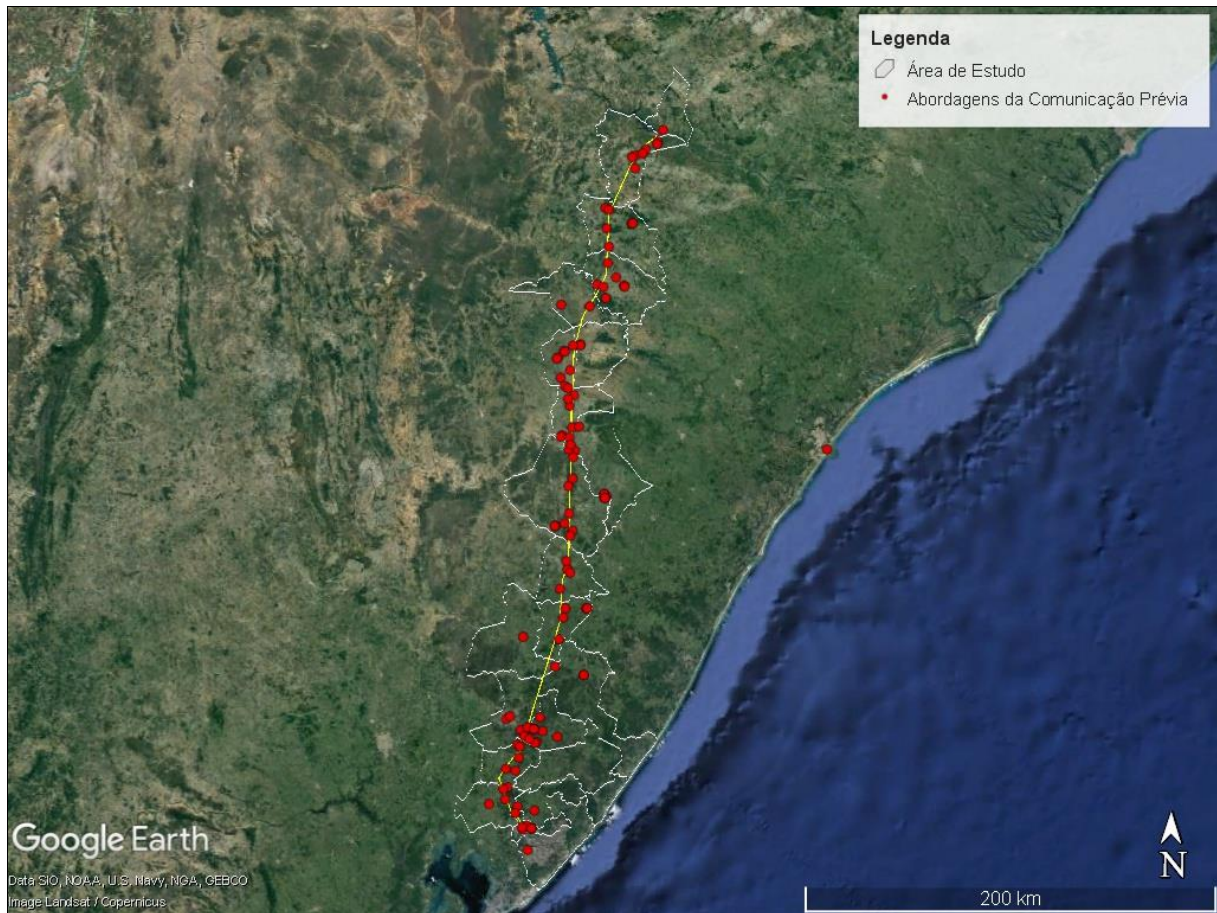 Legenda
Área de Estudo
Abordagens da Comunicação Prévia
Google Earth
Data SIO, NOAA, U.S. Navy, NGA, GEBCO
Image Landsat / Copernicus
N
200 km